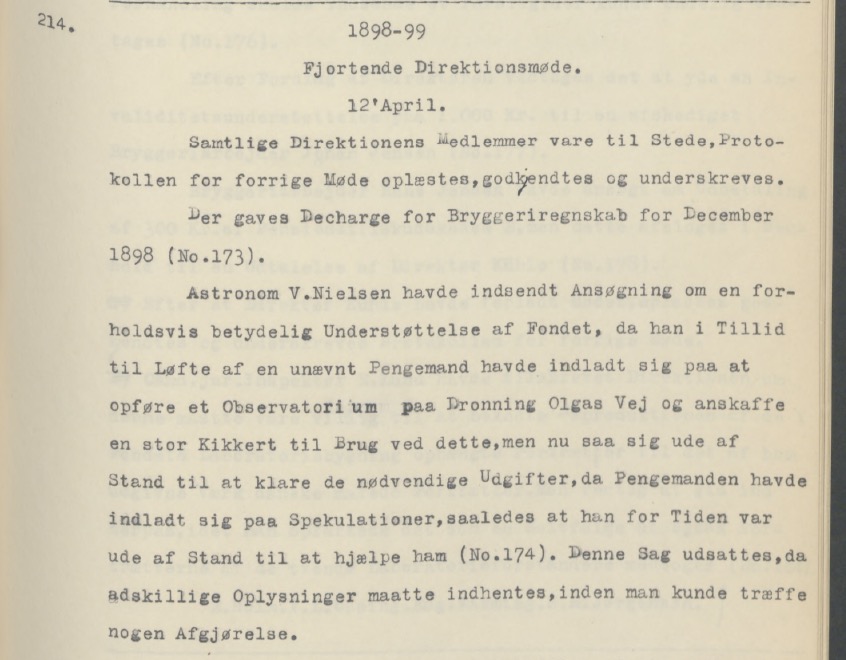 214.
1898-99
Fjortende Direktionsmøde.
12'April.
Samtlige Direktionens Medlemmer vare til Stede,Proto-
kollen for forrige Møde oplæstes,godkendtes og underskreves.
Der gaves Decharge for Bryggeriregnskab for December
1898 (No.173).
Astronom V.Nielsen havde indsendt Ansøgning om en for-
holdsvis betydelig Understøttelse af Fondet, da han i Tillid
til Løfte af en unævnt Pengemand havde indladt sig paa at
opføre et Observatorium paa Dronning Olgas Vej og anskaffe
en stor Kikkert til Brug ved dette,men nu saa sig ude af
Stand til at klare de nødvendige Udgifter,da Pengemanden havde
indladt sig paa Spekulationer,saaledes at han for Tiden var
ude af Stand til at hjælpe ham (No.174). Denne Sag udsattes,da
adskillige Oplysninger maatte indhentes,inden man kunde træffe
nogen Afgjørelse.